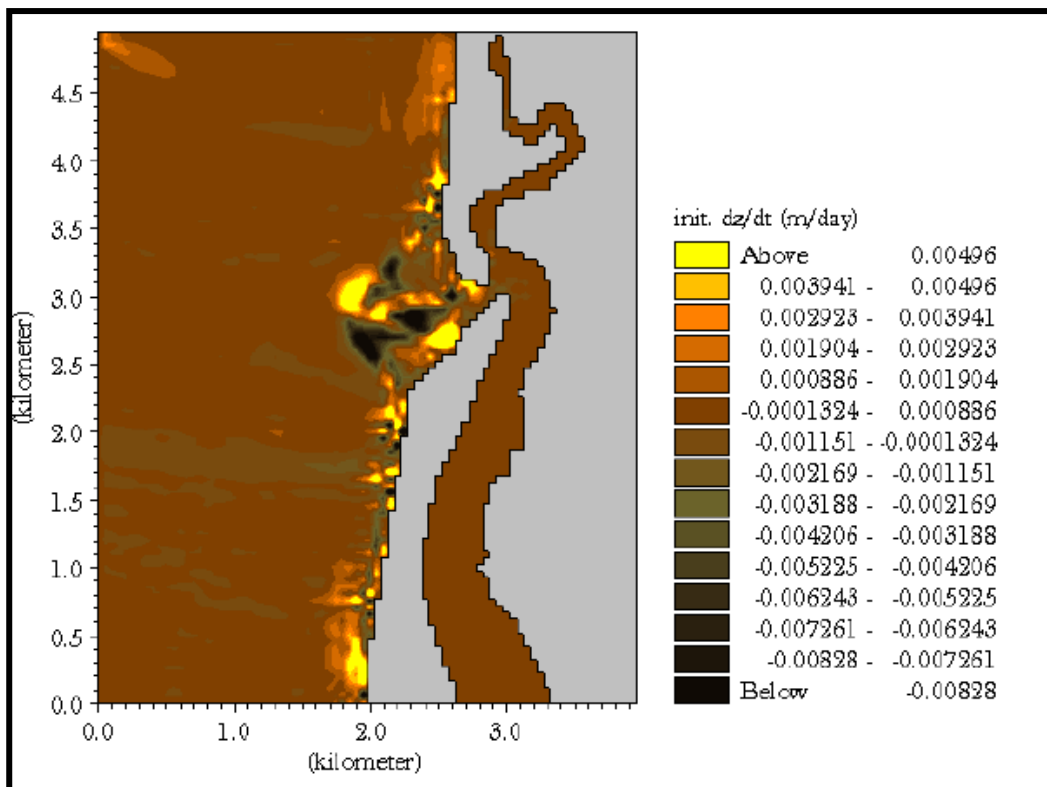 4.5
4.0
3.5
3.0
2.5
2.0
1.5
1.0
0.5
0.0
(kilometer)
0.0 1.0 2.0 3.0
(kilometer)
init. dz/dt (m/day)
Above 0.00496
0.003941 - 0.00496
0.002923 - 0.003941
0.001904 - 0.002923
0.000886 - 0.001904
-0.0001324 - 0.000886
-0.001151 - -0.0001324
-0.002169 - -0.001151
-0.003188 - -0.002169
-0.004206 - -0.003188
-0.005225 - -0.004206
-0.006243 - -0.005225
-0.007261 - -0.006243
-0.00828 - -0.007261
Below -0.00828